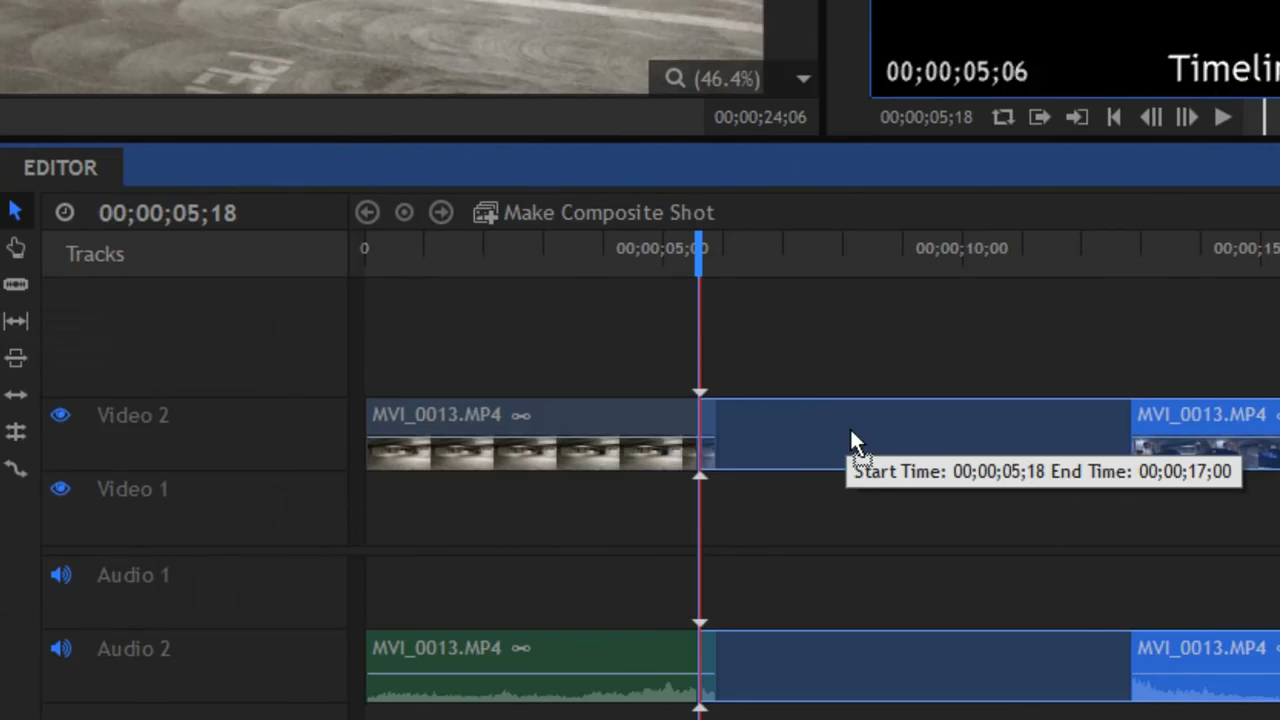 (46.4%)
00;00;05;06
Timelin
00;00;24;06
00;00;05;18
EDITOR
00;00;05;18
Make Composite Shot
Tracks
0
00;00;05;00
00;00;10;00
00;00;15
Video 2
MVI_0013.MP4
MVI_0013.MP4
Start Time: 00;00;05;18 End Time: 00;00;17;00
Video 1
Audio 1
Audio 2
MVI_0013.MP4
MVI_0013.MP4